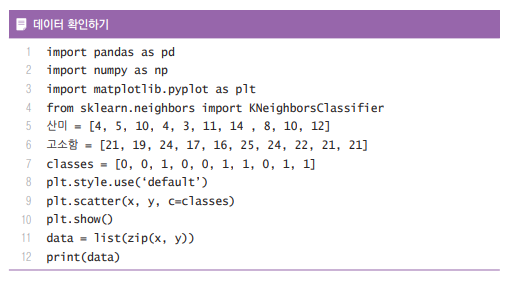 데이터 확인하기
1 import pandas as pd
2 import numpy as np
3 import matplotlib.pyplot as plt
4 from sklearn.neighbors import KNeighborsClassifier
5 산미 = [4, 5, 10, 4, 3, 11, 14 , 8, 10, 12]
6 고소함 = [21, 19, 24, 17, 16, 25, 24, 22, 21, 21]
7 classes = [0, 0, 1, 0, 0, 1, 1, 0, 1, 1]
8 plt.style.use(‘default’)
9 plt.scatter(x, y, c=classes)
10 plt.show()
11 data = list(zip(x, y))
12 print(data)